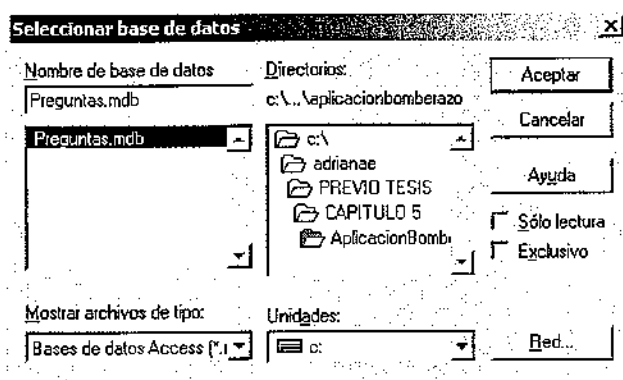 Seleccionar base de datos
Nombre de base de datos
Preguntas.mdb
Preguntas.mdb
Directorios:
c:\...\aplicacionbomberazo
c:\
adrianae
PREVIO TESIS
CAPITULO 5
AplicacionBomb
Aceptar
Cancelar
Ayuda
Sólo lectura
Exclusivo
Mostrar archivos de tipo:
Bases de datos Access (*.
Unidades:
c:
Red...